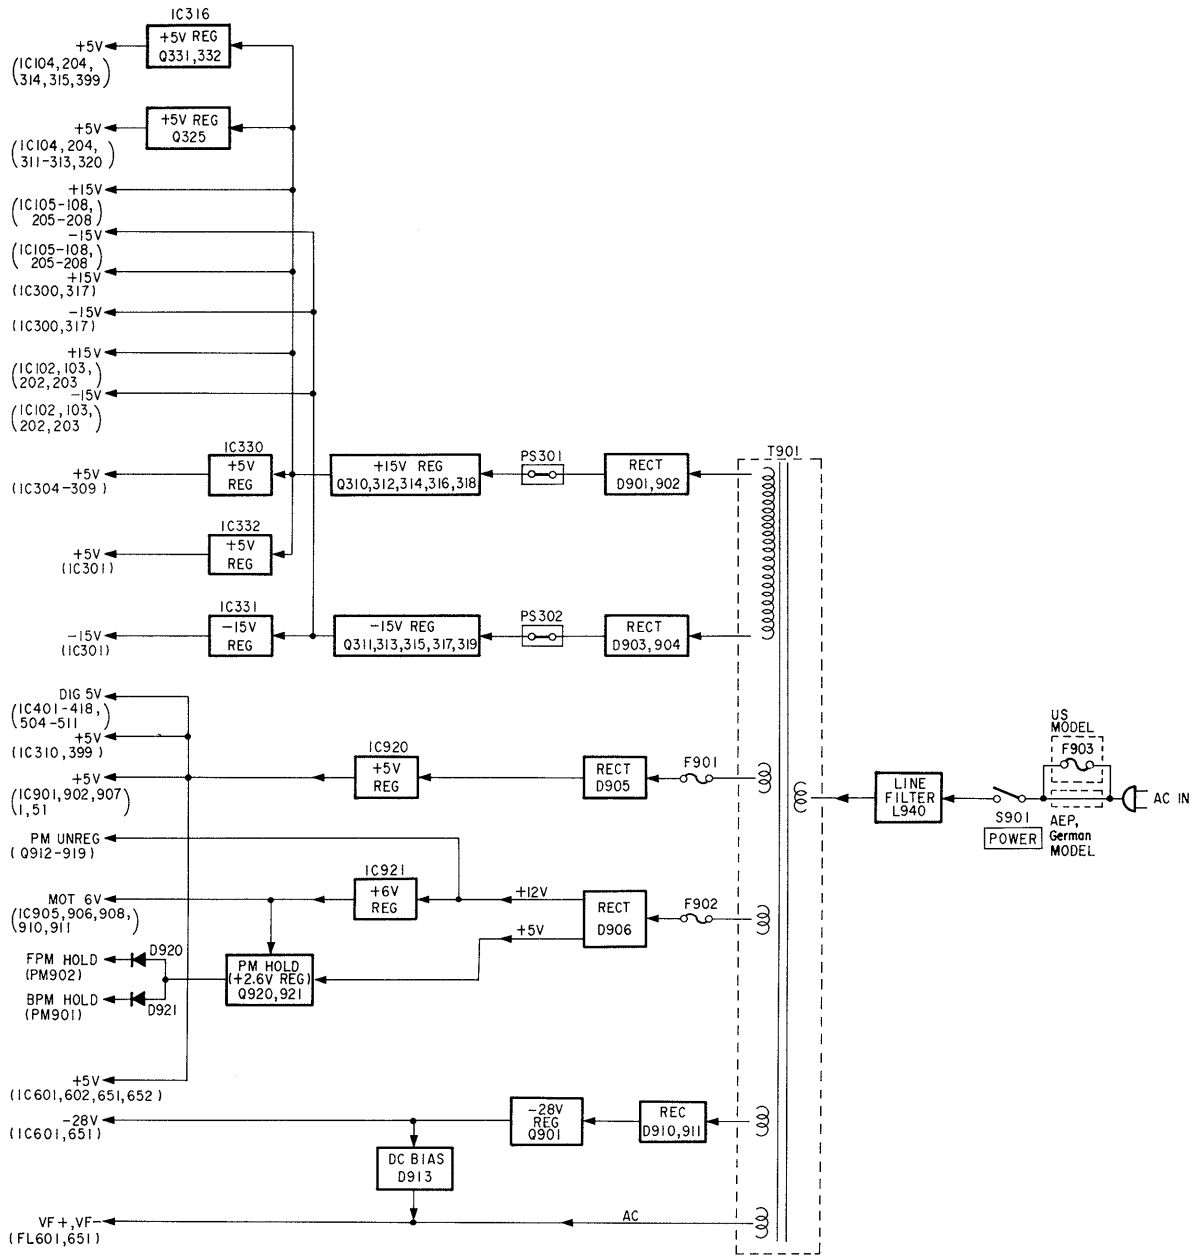 IC316
+5V REG
Q331,332
+5V
(IC104,204,
314,315,399)
+5V REG
Q325
+5V
(IC104,204,
311-313,320)
+15V
(IC105-108,
205-208)
-15V
(IC105-108,
205-208)
+15V
(IC300,317)
-15V
(IC300,317)
+15V
(IC102,103,
202,203)
-15V
(IC102,103,
202,203)
IC330
+5V
REG
+5V
(IC304-309)
+15V REG
Q310,312,314,316,318
PS301
RECT
D901,902
T901
IC332
+5V
REG
+5V
(IC301)
IC331
-15V
REG
-15V
(IC301)
-15V REG
Q311,313,315,317,319
PS302
RECT
D903,904
DIG 5V
(IC401-418,
504-511)
+5V
(IC310,399)
+5V
(IC901,902,907
1,51)
IC920
+5V
REG
RECT
D905
F901
LINE
FILTER
L940
S901
POWER
US
MODEL
F903
AC IN
AEP,
German
MODEL
PM UNREG
(Q912-919)
MOT 6V
(IC905,906,908,
910,911)
IC921
+6V
REG
+12V
+5V
RECT
D906
F902
FPM HOLD
(PM902)
D920
BPM HOLD
(PM901)
D921
PM HOLD
(+2.6V REG)
Q920,921
+5V
(IC601,602,651,652)
-28V
(IC601,651)
-28V
REG
Q901
REC
D910,911
DC BIAS
D913
VF+,VF-
(FL601,651)
AC